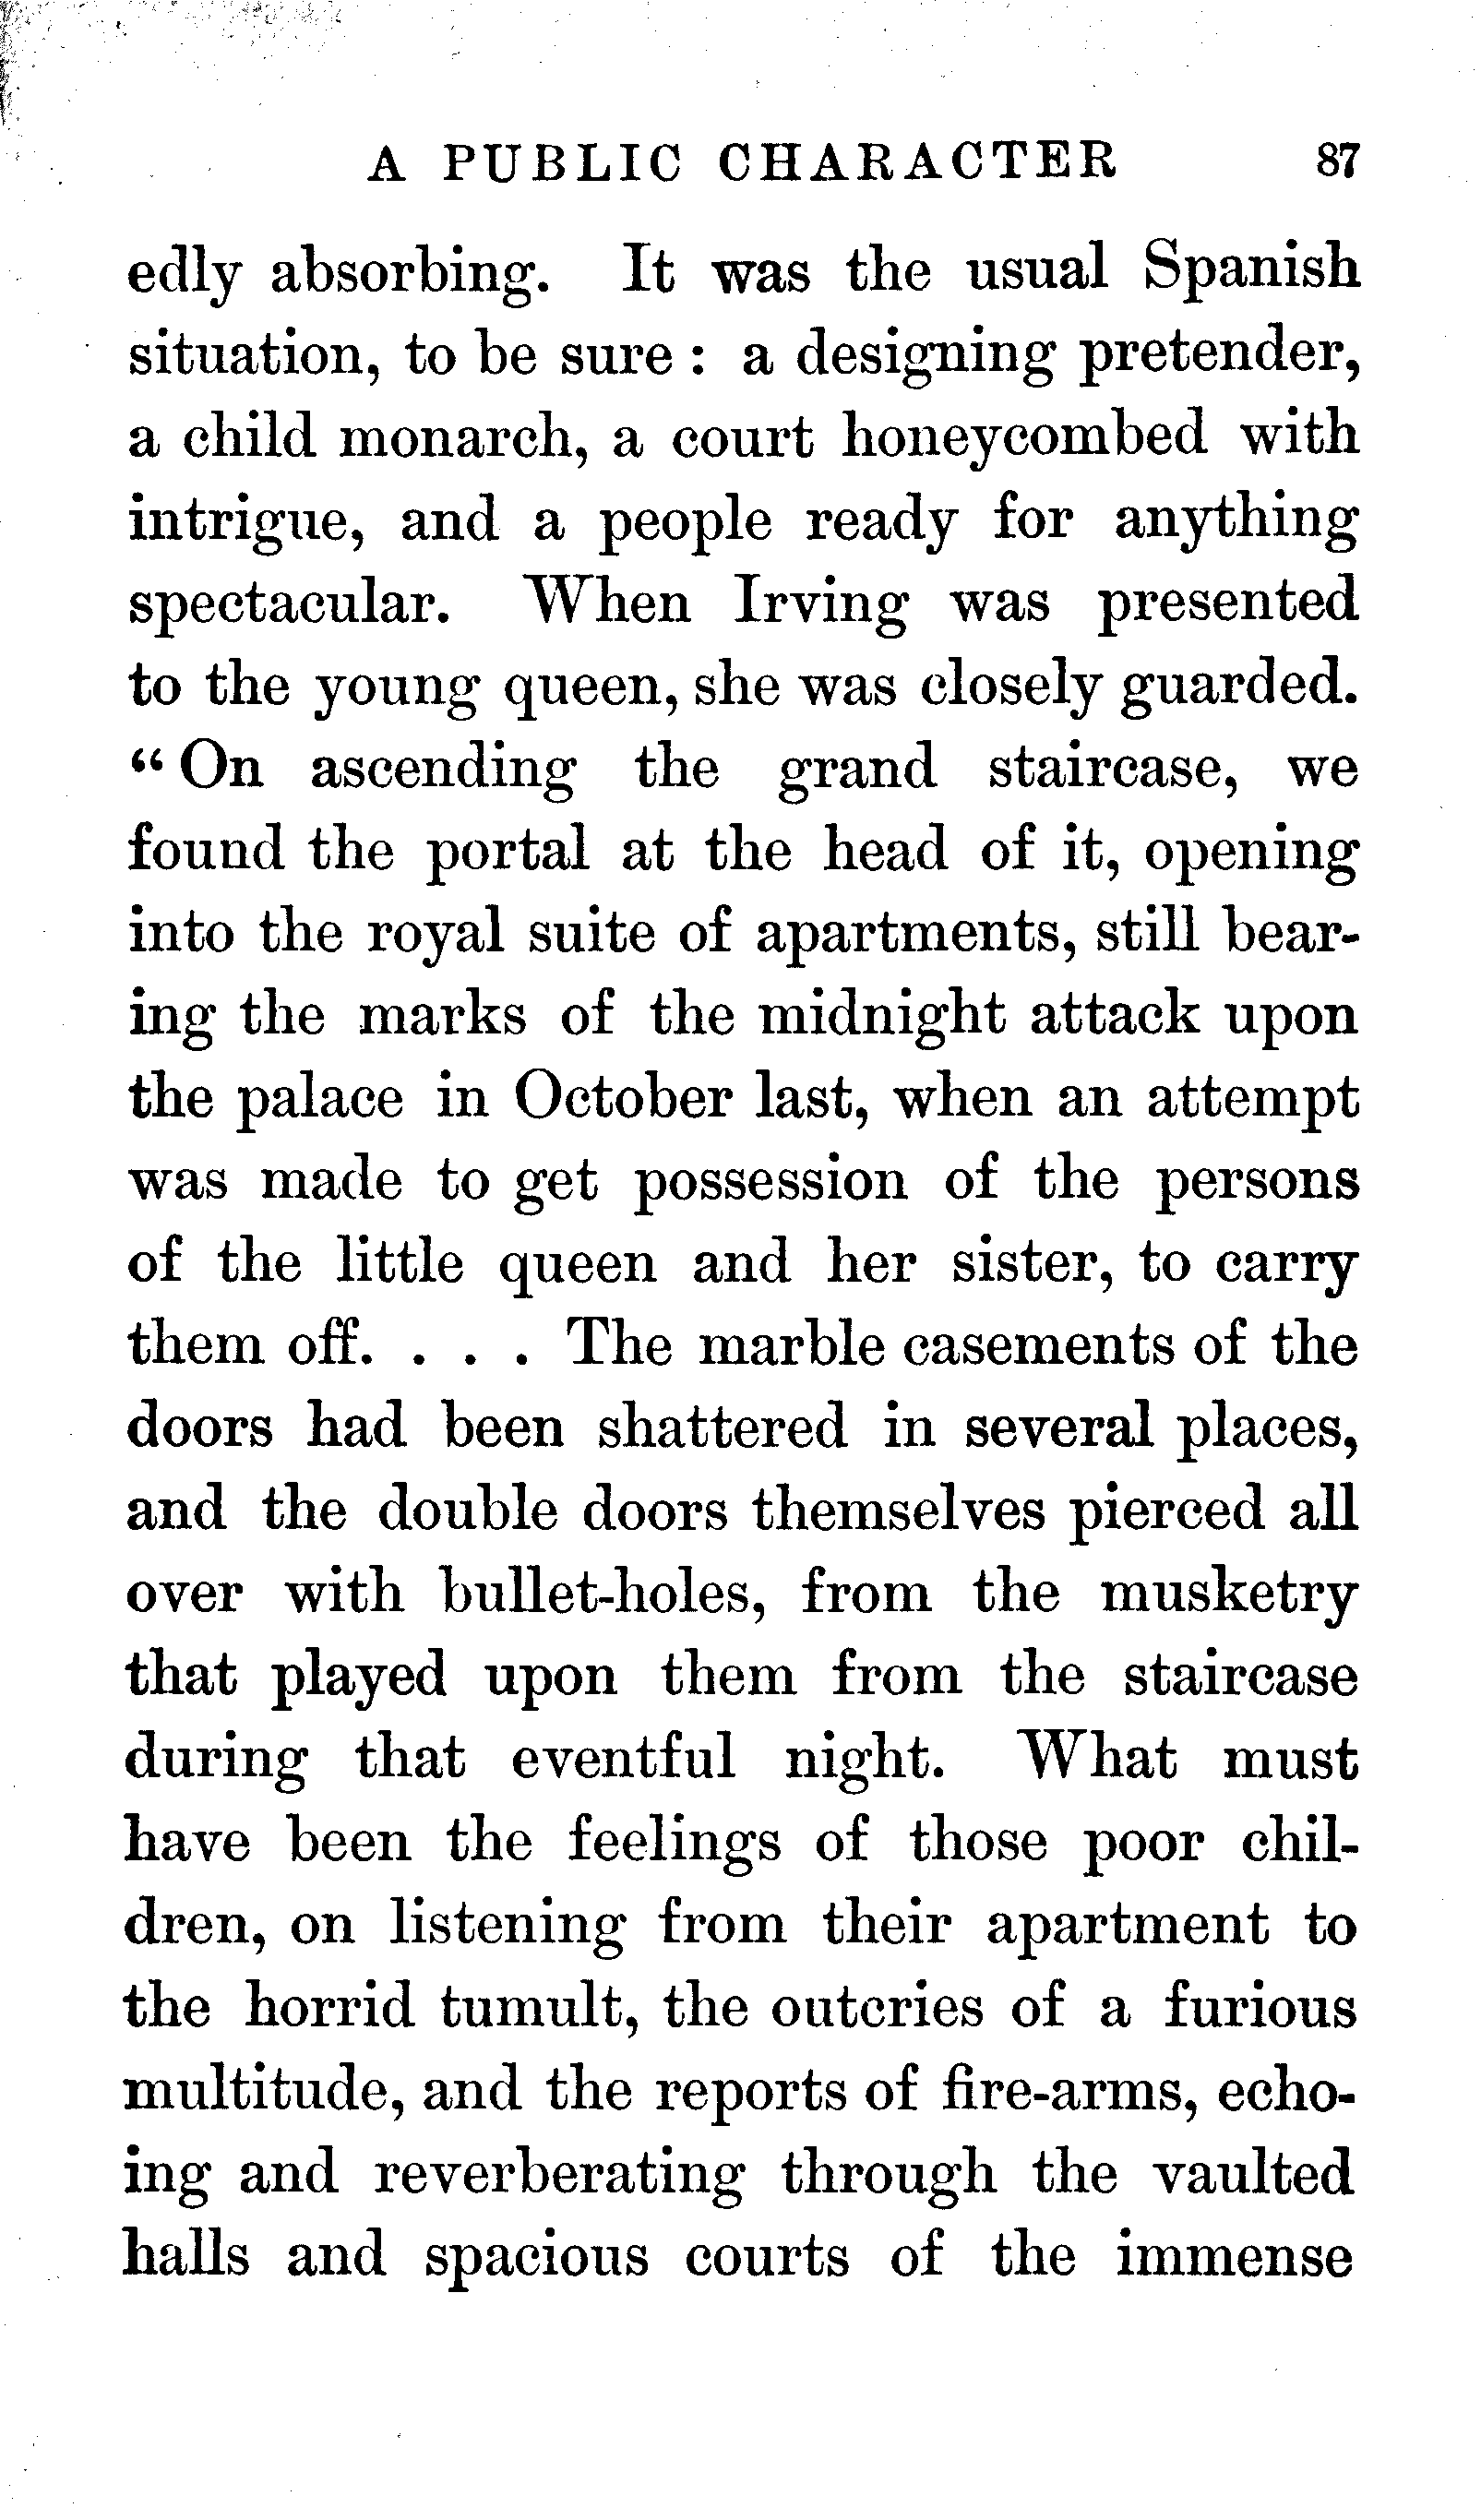 A PUBLIC CHARACTER 87
edly absorbing. It was the usual Spanish
situation, to be sure : a designing pretender,
a child monarch, a court honeycombed with
intrigue, and a people ready for anything
spectacular. When Irving was presented
to the young queen, she was closely guarded.
“ On ascending the grand staircase, we
found the portal at the head of it, opening
into the royal suite of apartments, still bear-
ing the marks of the midnight attack upon
the palace in October last, when an attempt
was made to get possession of the persons
of the little queen and her sister, to carry
them off. . . . The marble casements of the
doors had been shattered in several places,
and the double doors themselves pierced all
over with bullet-holes, from the musketry
that played upon them from the staircase
during that eventful night. What must
have been the feelings of those poor chil-
dren, on listening from their apartment to
the horrid tumult, the outcries of a furious
multitude, and the reports of fire-arms, echo-
ing and reverberating through the vaulted
halls and spacious courts of the immense